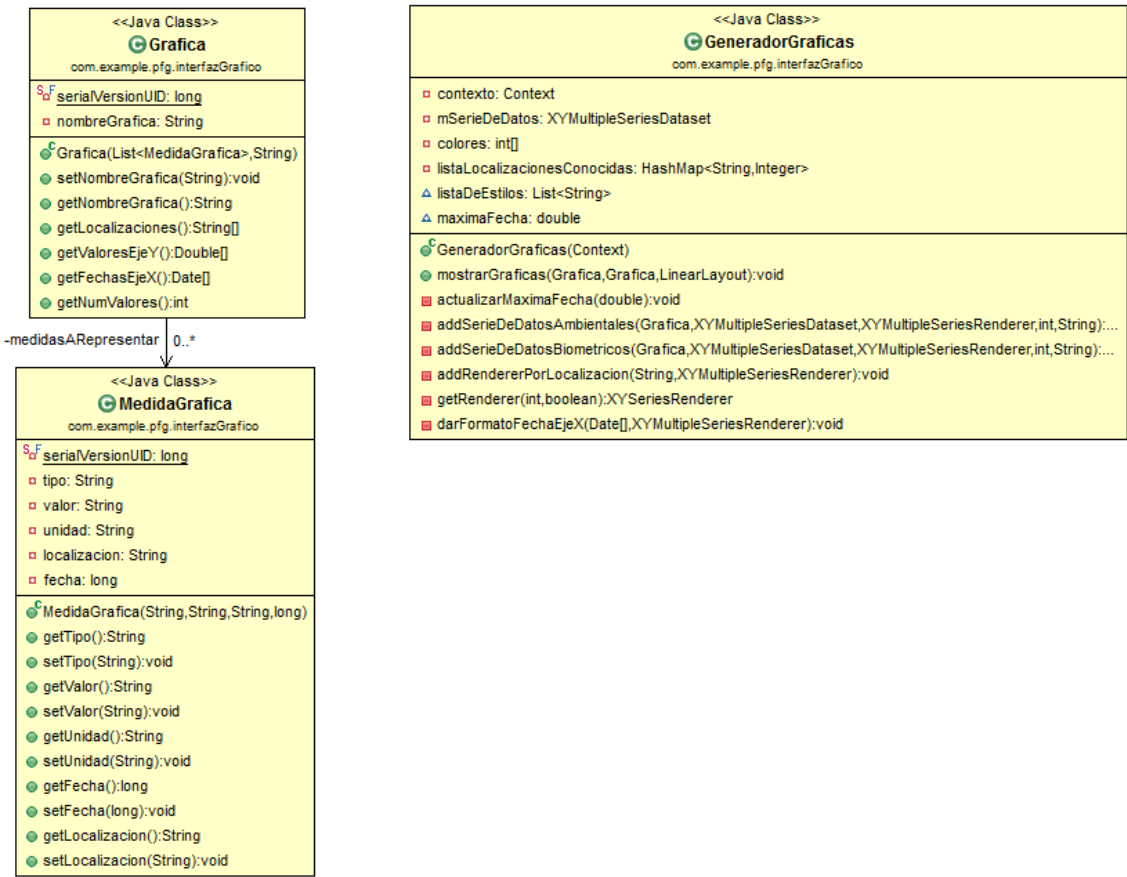 <<Java Class>>
Grafica
com.example.pfg.interfazGrafico
serialVersionUID: long
nombreGrafica: String
Grafica(List<MedidaGrafica>,String)
setNombreGrafica(String):void
getNombreGrafica():String
getLocalizaciones():String[]
getValoresEjeY():Double[]
getFechasEjeX():Date[]
getNumValores():int
-medidasARepresentar 0..*
<<Java Class>>
MedidaGrafica
com.example.pfg.interfazGrafico
serialVersionUID: long
tipo: String
valor: String
unidad: String
localizacion: String
fecha: long
MedidaGrafica(String,String,String,long)
getTipo():String
setTipo(String):void
getValor():String
setValor(String):void
getUnidad():String
setUnidad(String):void
getFecha():long
setFecha(long):void
getLocalizacion():String
setLocalizacion(String):void
<<Java Class>>
GeneradorGraficas
com.example.pfg.interfazGrafico
contexto: Context
mSerieDeDatos: XYMultipleSeriesDataset
colores: int[]
listaLocalizacionesConocidas: HashMap<String,Integer>
listaDeEstilos: List<String>
maximaFecha: double
GeneradorGraficas(Context)
mostrarGraficas(Grafica,Grafica,LinearLayout):void
actualizarMaximaFecha(double):void
addSerieDeDatosAmbientales(Grafica,XYMultipleSeriesDataset,XYMultipleSeriesRenderer,int,String):...
addSerieDeDatosBiometricos(Grafica,XYMultipleSeriesDataset,XYMultipleSeriesRenderer,int,String):...
addRendererPorLocalizacion(String,XYMultipleSeriesRenderer):void
getRenderer(int,boolean):XYSeriesRenderer
darFormatoFechaEjeX(Date[],XYMultipleSeriesRenderer):void